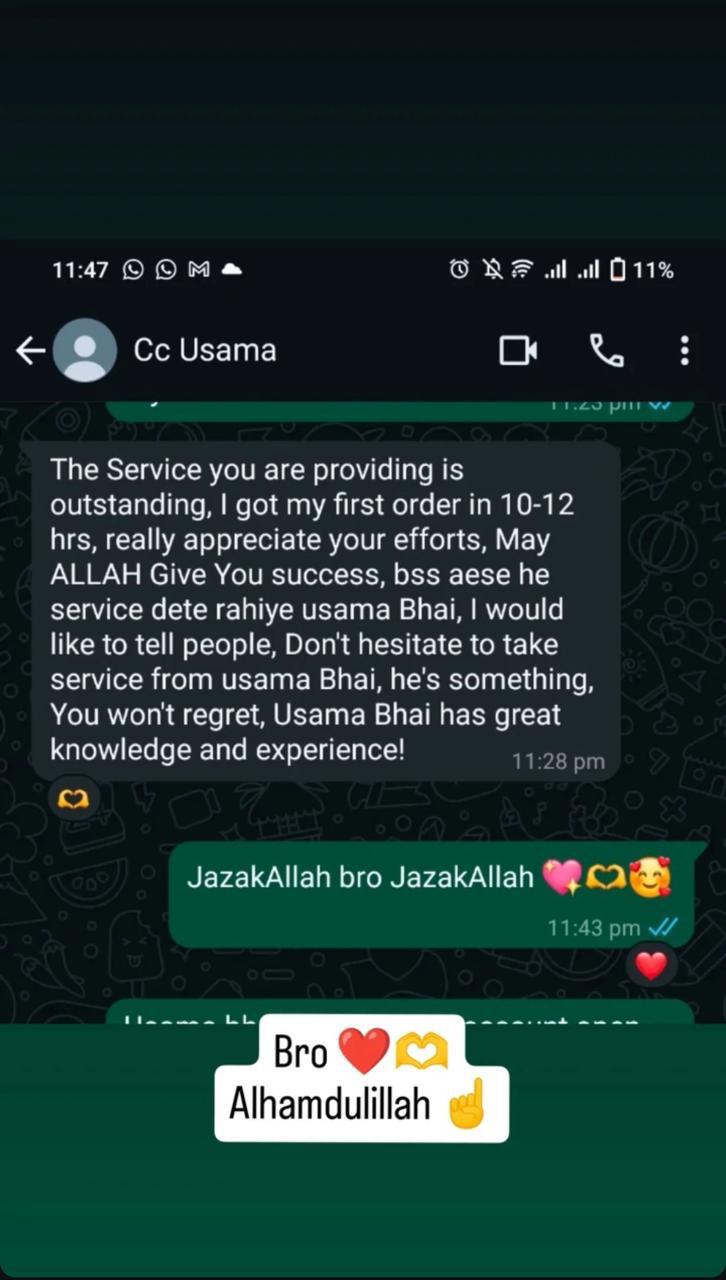 11:47
11%
Cc Usama
11:23 pm
The Service you are providing is
outstanding, I got my first order in 10-12
hrs, really appreciate your efforts, May
ALLAH Give You success, bss aese he
service dete rahiye usama Bhai, I would
like to tell people, Don't hesitate to take
service from usama Bhai, he's something,
You won't regret, Usama Bhai has great
knowledge and experience!
11:28 pm
🫶
JazakAllah bro JazakAllah 💖🫶🥰
11:43 pm
❤️
Bro ❤️🫶
Alhamdulillah ☝️